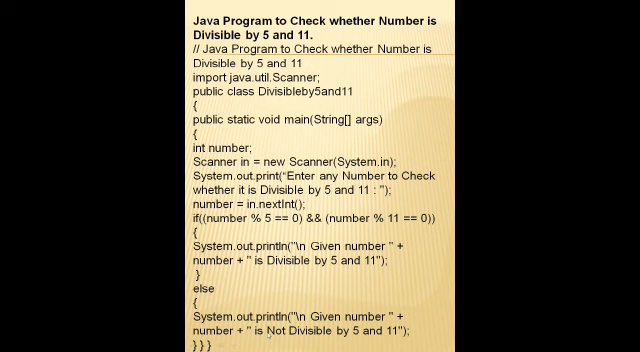 Java Program to Check whether Number is
Divisible by 5 and 11.
// Java Program to Check whether Number is
Divisible by 5 and 11
import java.util.Scanner;
public class Divisibleby5and11
{
public static void main(String[] args)
{
int number;
Scanner in = new Scanner(System.in);
System.out.print(“Enter any Number to Check
whether it is Divisible by 5 and 11 : ");
number = in.nextInt();
if((number % 5 == 0) && (number % 11 == 0))
{
System.out.println("\n Given number " +
number + " is Divisible by 5 and 11");
}
else
{
System.out.println("\n Given number " +
number + " is Not Divisible by 5 and 11");
} } }